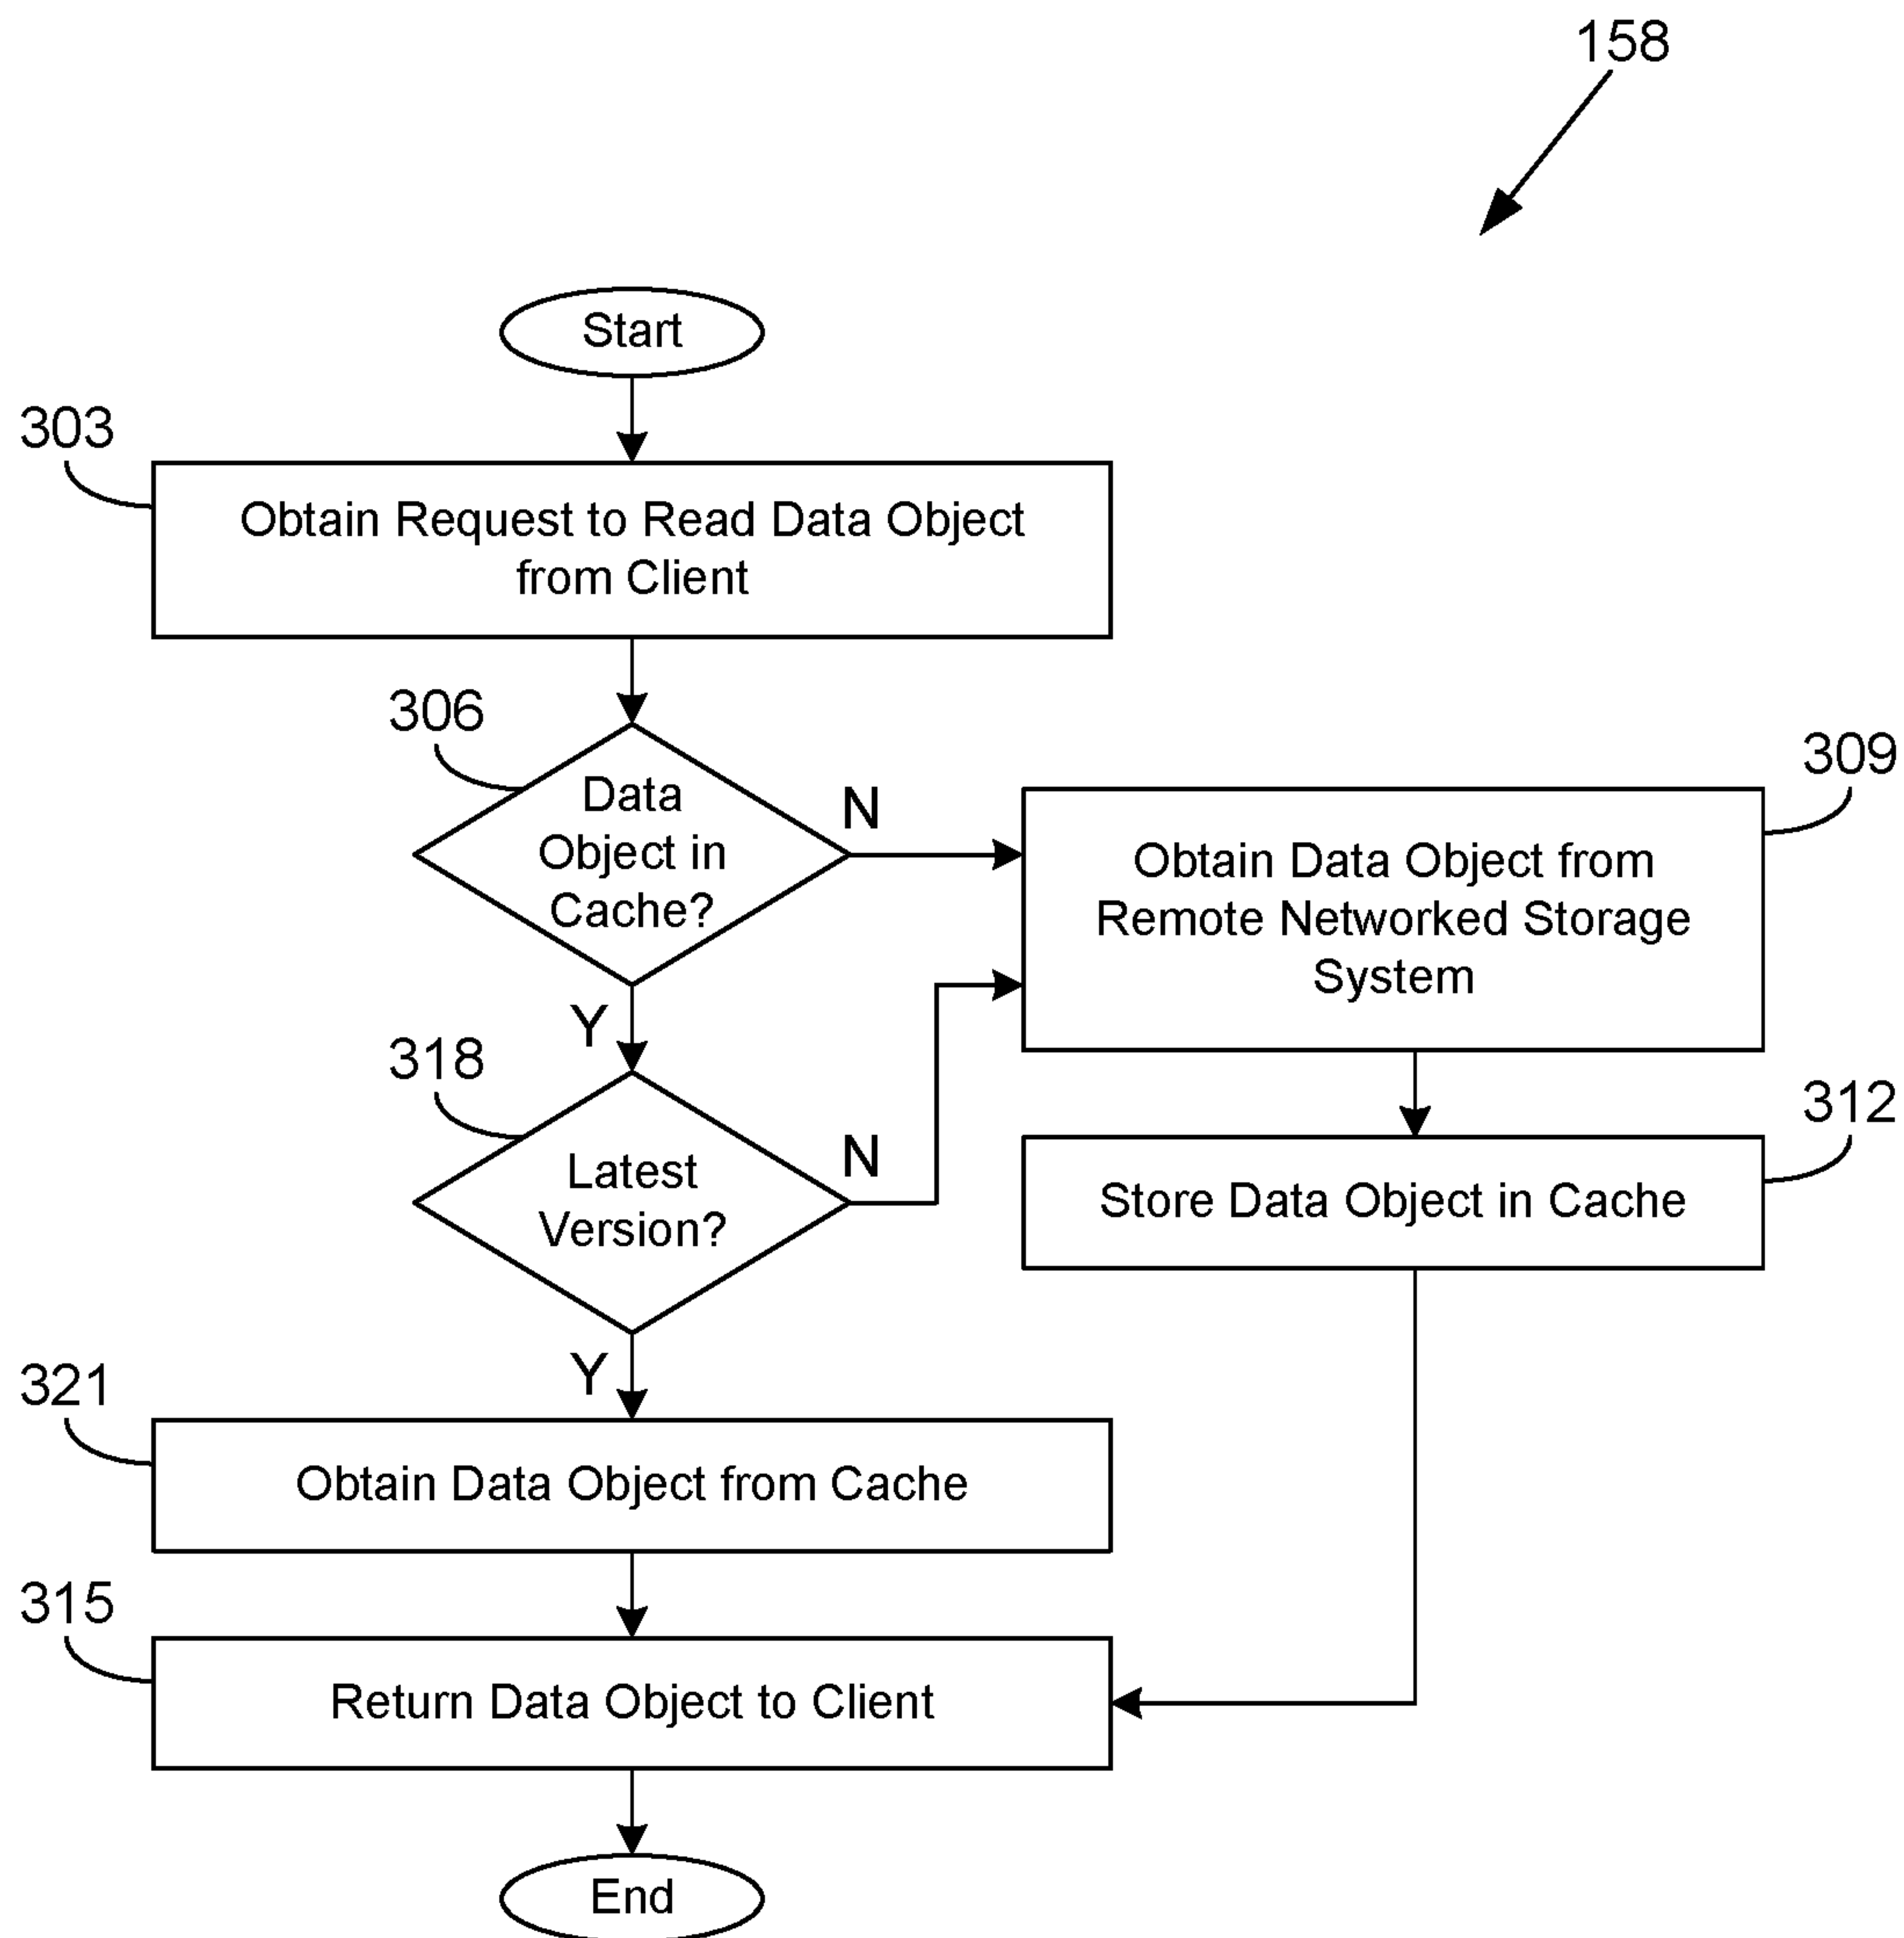 158
Start
303
Obtain Request to Read Data Object
from Client
306
Data
Object in
Cache?
N
309
Obtain Data Object from
Remote Networked Storage
System
Y
318
Latest
Version?
N
312
Store Data Object in Cache
Y
321
Obtain Data Object from Cache
315
Return Data Object to Client
End